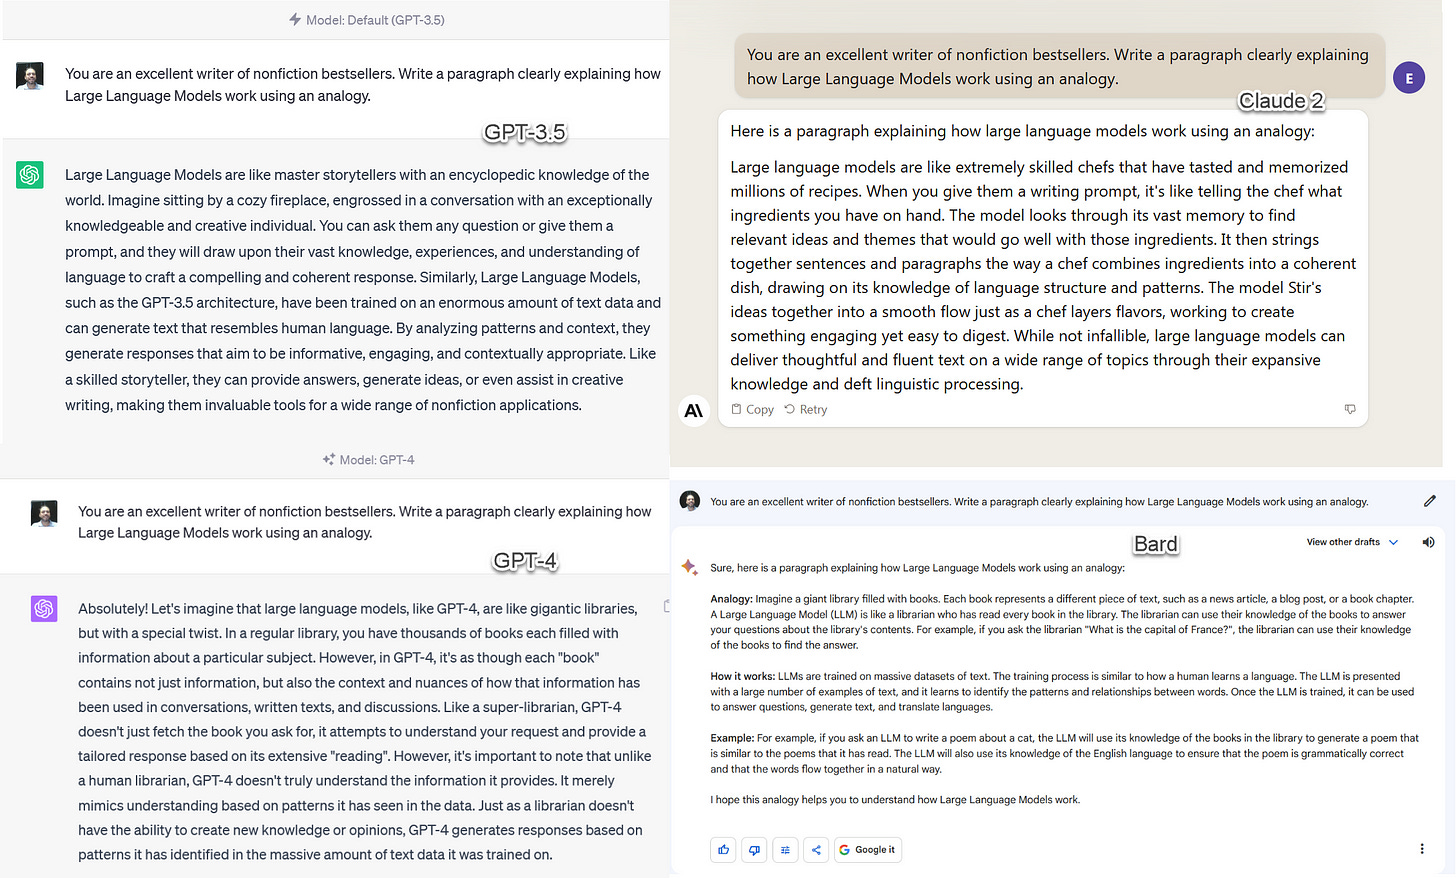 Model: Default (GPT-3.5)
You are an excellent writer of nonfiction bestsellers. Write a paragraph clearly explaining how
Large Language Models work using an analogy.
GPT-3.5
Large Language Models are like master storytellers with an encyclopedic knowledge of the
world. Imagine sitting by a cozy fireplace, engrossed in a conversation with an exceptionally
knowledgeable and creative individual. You can ask them any question or give them a
prompt, and they will draw upon their vast knowledge, experiences, and understanding of
language to craft a compelling and coherent response. Similarly, Large Language Models,
such as the GPT-3.5 architecture, have been trained on an enormous amount of text data and
can generate text that resembles human language. By analyzing patterns and context, they
generate responses that aim to be informative, engaging, and contextually appropriate. Like
a skilled storyteller, they can provide answers, generate ideas, or even assist in creative
writing, making them invaluable tools for a wide range of nonfiction applications.
Model: GPT-4
You are an excellent writer of nonfiction bestsellers. Write a paragraph clearly explaining how
Large Language Models work using an analogy.
GPT-4
Absolutely! Let's imagine that large language models, like GPT-4, are like gigantic libraries,
but with a special twist. In a regular library, you have thousands of books each filled with
information about a particular subject. However, in GPT-4, it's as though each "book"
contains not just information, but also the context and nuances of how that information has
been used in conversations, written texts, and discussions. Like a super-librarian, GPT-4
doesn't just fetch the book you ask for, it attempts to understand your request and provide a
tailored response based on its extensive "reading". However, it's important to note that unlike
a human librarian, GPT-4 doesn't truly understand the information it provides. It merely
mimics understanding based on patterns it has seen in the data. Just as a librarian doesn't
have the ability to create new knowledge or opinions, GPT-4 generates responses based on
patterns it has identified in the massive amount of text data it was trained on.
You are an excellent writer of nonfiction bestsellers. Write a paragraph clearly explaining
how Large Language Models work using an analogy.
E
Claude 2
Here is a paragraph explaining how large language models work using an analogy:
Large language models are like extremely skilled chefs that have tasted and memorized
millions of recipes. When you give them a writing prompt, it's like telling the chef what
ingredients you have on hand. The model looks through its vast memory to find
relevant ideas and themes that would go well with those ingredients. It then strings
together sentences and paragraphs the way a chef combines ingredients into a coherent
dish, drawing on its knowledge of language structure and patterns. The model Stir's
ideas together into a smooth flow just as a chef layers flavors, working to create
something engaging yet easy to digest. While not infallible, large language models can
deliver thoughtful and fluent text on a wide range of topics through their expansive
knowledge and deft linguistic processing.
A\
Copy Retry
You are an excellent writer of nonfiction bestsellers. Write a paragraph clearly explaining how Large Language Models work using an analogy.
Bard
View other drafts
Sure, here is a paragraph explaining how Large Language Models work using an analogy:
Analogy: Imagine a giant library filled with books. Each book represents a different piece of text, such as a news article, a blog post, or a book chapter.
A Large Language Model (LLM) is like a librarian who has read every book in the library. The librarian can use their knowledge of the books to answer
your questions about the library's contents. For example, if you ask the librarian "What is the capital of France?", the librarian can use their knowledge
of the books to find the answer.
How it works: LLMs are trained on massive datasets of text. The training process is similar to how a human learns a language. The LLM is presented
with a large number of examples of text, and it learns to identify the patterns and relationships between words. Once the LLM is trained, it can be used
to answer questions, generate text, and translate languages.
Example: For example, if you ask an LLM to write a poem about a cat, the LLM will use its knowledge of the books in the library to generate a poem that
is similar to the poems that it has read. The LLM will also use its knowledge of the English language to ensure that the poem is grammatically correct
and that the words flow together in a natural way.
I hope this analogy helps you to understand how Large Language Models work.
Google it